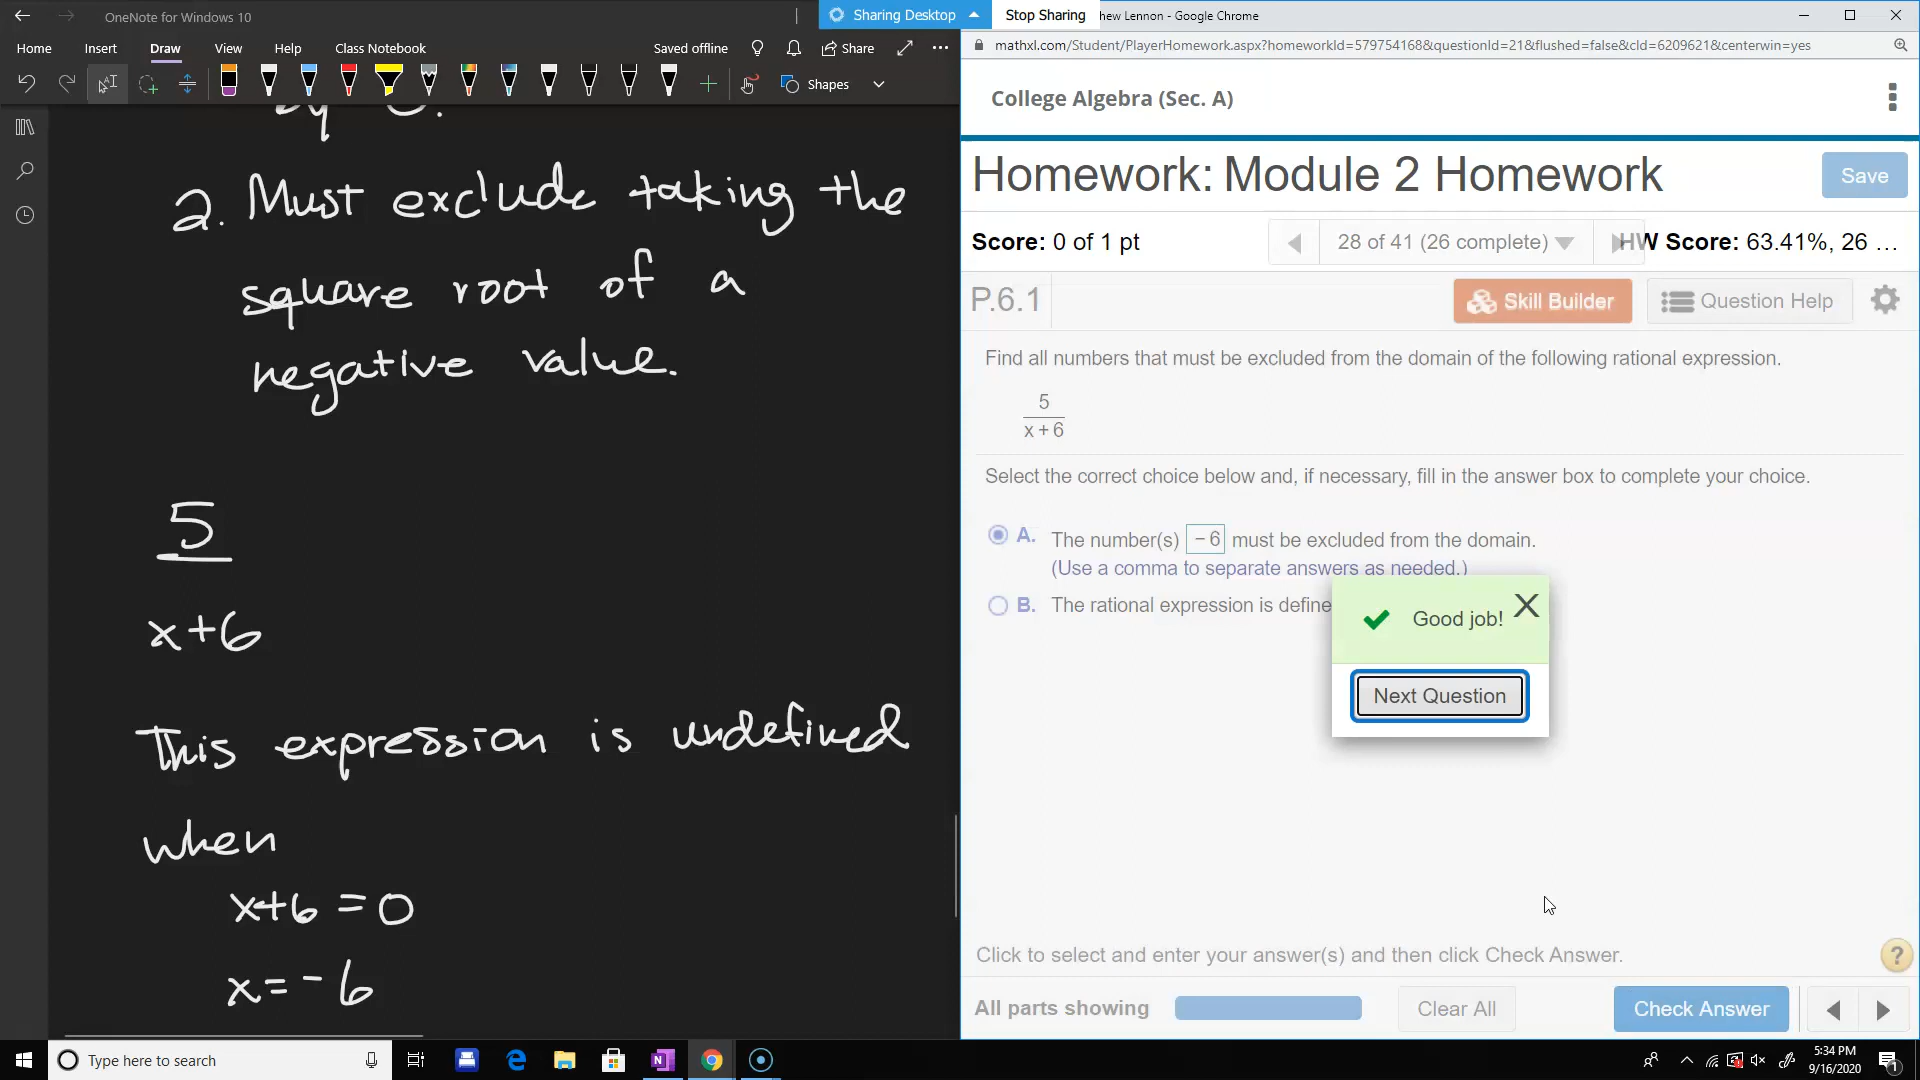 OneNote for Windows 10
Sharing Desktop
Stop Sharing
hew Lennon - Google Chrome
Home Insert Draw View Help Class Notebook Saved offline Share
Shapes
mathxl.com/Student/PlayerHomework.aspx?homeworkId=579754168&questionId=21&flushed=false&cId=6209621&centerwin=yes
College Algebra (Sec. A)
Homework: Module 2 Homework
Save
Score: 0 of 1 pt
28 of 41 (26 complete)
HW Score: 63.41%, 26 ...
P.6.1
Skill Builder
Question Help
Find all numbers that must be excluded from the domain of the following rational expression.
5
x + 6
Select the correct choice below and, if necessary, fill in the answer box to complete your choice.
A. The number(s) - 6 must be excluded from the domain.
(Use a comma to separate answers as needed.)
B. The rational expression is define
Good job!
Next Question
Click to select and enter your answer(s) and then click Check Answer.
?
All parts showing
Clear All
Check Answer
by 0.
2. Must exclude taking the
square root of a
negative value.
5
x+6
This expression is undefined
when
x+6 = 0
x = -6
Type here to search
5:34 PM
9/16/2020
1